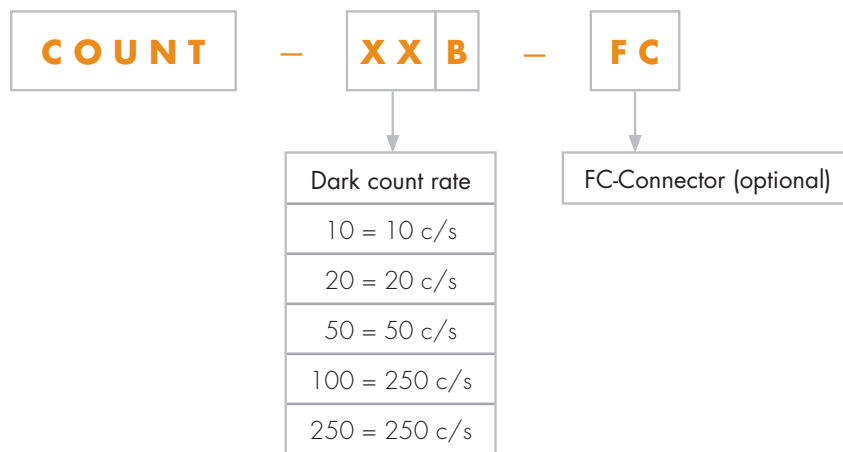 COUNT – XX B – FC
Dark count rate FC-Connector (optional)
10 = 10 c/s
20 = 20 c/s
50 = 50 c/s
100 = 250 c/s
250 = 250 c/s